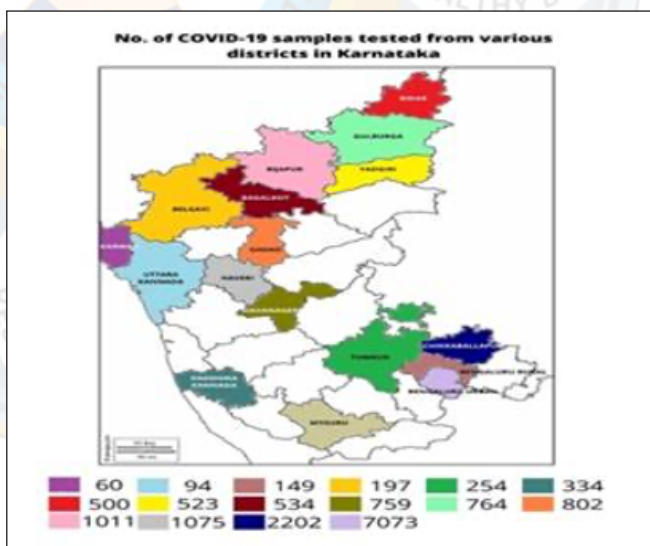 No. of COVID-19 samples tested from various
districts in Karnataka
BIDAR
GULBURGA
BIJAPUR
YADGIRI
BAGALKOT
BELGAVI
GADAG
UTTARA
KANNADA
HAVERI
CHIKKABALLAPUR
TUMKUR
BENGALURU RURAL
BENGALURU URBAN
DAKSHINA
KANNADA
MYSURU
60 94 149 197 254 334
500 523 534 759 764 802
1011 1075 2202 7073